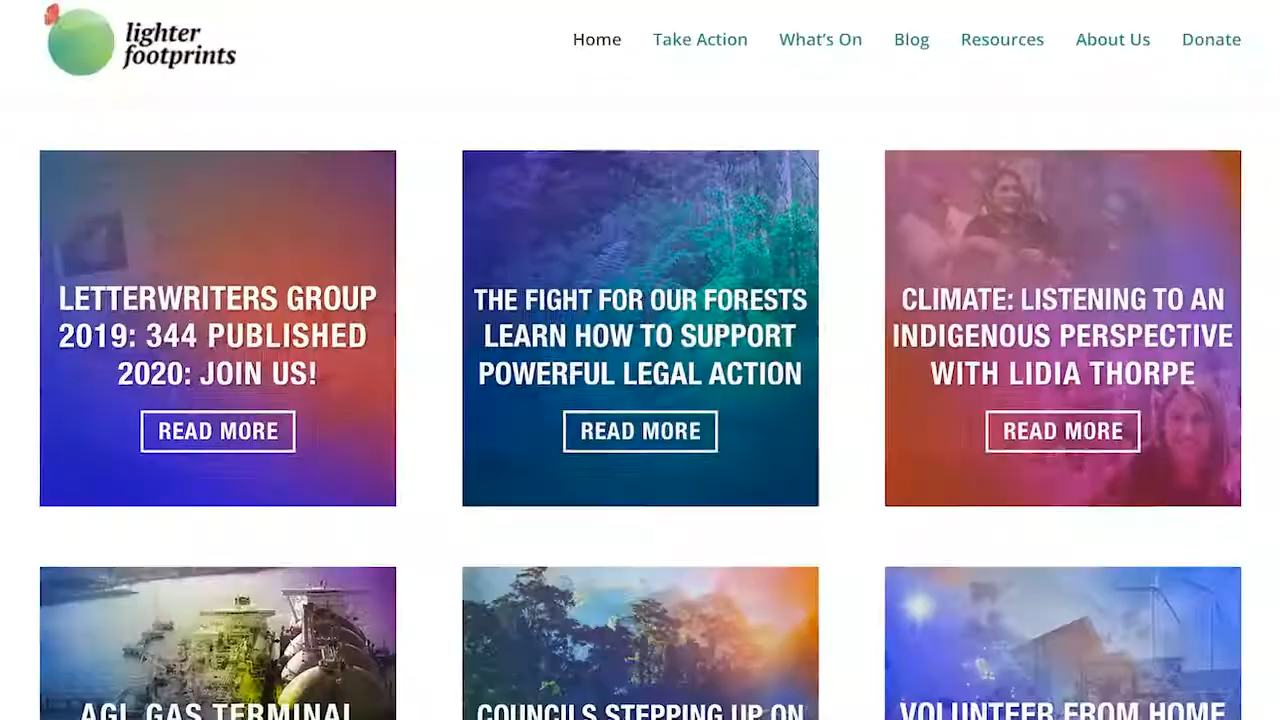 lighter
footprints
Home Take Action What's On Blog Resources About Us Donate
LETTERWRITERS GROUP
2019: 344 PUBLISHED
2020: JOIN US!
READ MORE
THE FIGHT FOR OUR FORESTS
LEARN HOW TO SUPPORT
POWERFUL LEGAL ACTION
READ MORE
CLIMATE: LISTENING TO AN
INDIGENOUS PERSPECTIVE
WITH LIDIA THORPE
READ MORE
AGL GAS TERMINAL
COUNCILS STEPPING UP ON
VOLUNTEER FROM HOME